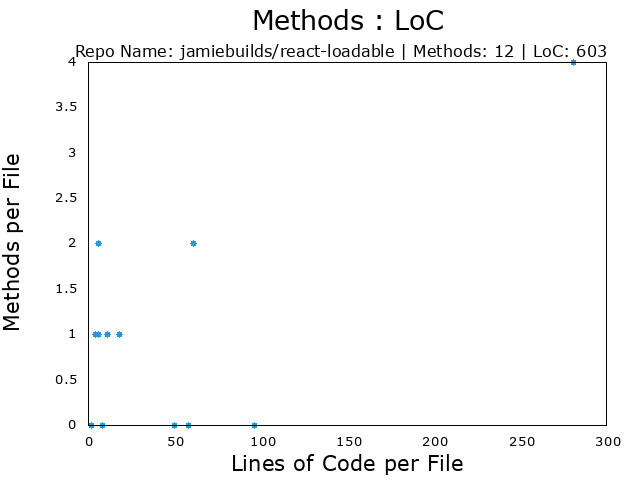 Methods : LoC
Repo Name: jamiebuilds/react-loadable | Methods: 12 | LoC: 603
4
3.5
3
2.5
2
1.5
1
0.5
0
Methods per File
0 50 100 150 200 250 300
Lines of Code per File